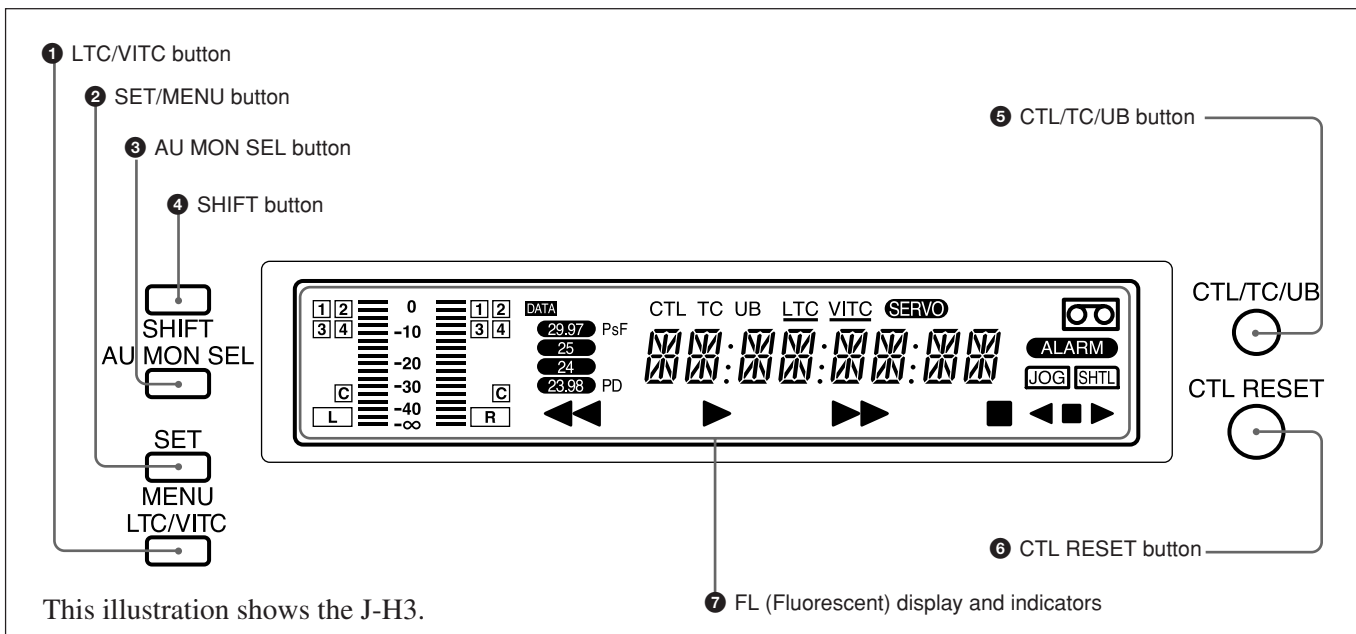 ❶ LTC/VITC button
❷ SET/MENU button
❸ AU MON SEL button
❹ SHIFT button
❺ CTL/TC/UB button
SHIFT
AU MON SEL
SET
MENU
LTC/VITC
1 2 0 1 2
3 4 -10 3 4
-20
-30
C -40 C
L -∞ R
DATA
29.97 PsF
25
24
23.98 PD
CTL TC UB LTC VITC SERVO
ALARM
JOG SHTL
CTL/TC/UB
CTL RESET
❻ CTL RESET button
❼ FL (Fluorescent) display and indicators
This illustration shows the J-H3.